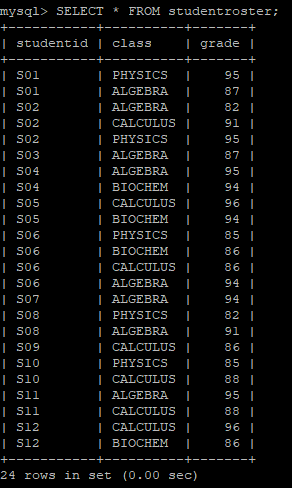 mysql> SELECT * FROM studentroster;
+-----------+----------+-------+
| studentid | class    | grade |
+-----------+----------+-------+
| S01       | PHYSICS  |    95 |
| S01       | ALGEBRA  |    87 |
| S02       | ALGEBRA  |    82 |
| S02       | CALCULUS |    91 |
| S02       | PHYSICS  |    95 |
| S03       | ALGEBRA  |    87 |
| S04       | ALGEBRA  |    95 |
| S04       | BIOCHEM  |    94 |
| S05       | CALCULUS |    96 |
| S05       | BIOCHEM  |    94 |
| S06       | PHYSICS  |    85 |
| S06       | BIOCHEM  |    86 |
| S06       | CALCULUS |    86 |
| S06       | ALGEBRA  |    94 |
| S07       | ALGEBRA  |    94 |
| S08       | PHYSICS  |    82 |
| S08       | ALGEBRA  |    91 |
| S09       | CALCULUS |    86 |
| S10       | PHYSICS  |    85 |
| S10       | CALCULUS |    88 |
| S11       | ALGEBRA  |    95 |
| S11       | CALCULUS |    88 |
| S12       | CALCULUS |    96 |
| S12       | BIOCHEM  |    86 |
+-----------+----------+-------+
24 rows in set (0.00 sec)